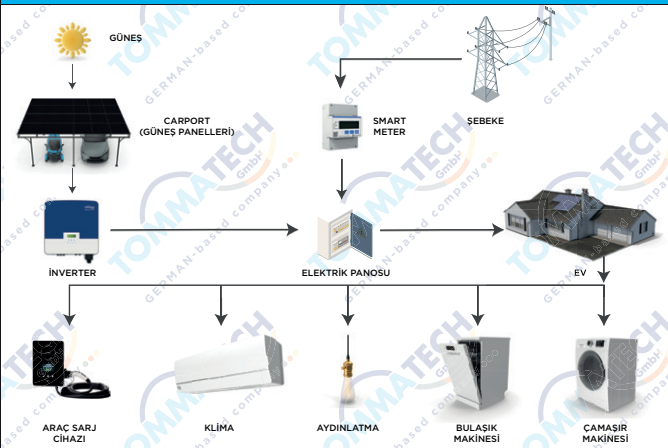 GÜNEŞ
CARPORT
(GÜNEŞ PANELLERİ)
SMART
METER
ŞEBEKE
İNVERTER
ELEKTRİK PANOSU
EV
ARAÇ SARJ
CİHAZI
KLİMA
AYDINLATMA
BULAŞIK
MAKİNESİ
ÇAMAŞIR
MAKİNESİ
TOMMATECH
GmbH
GERMAN-based company...